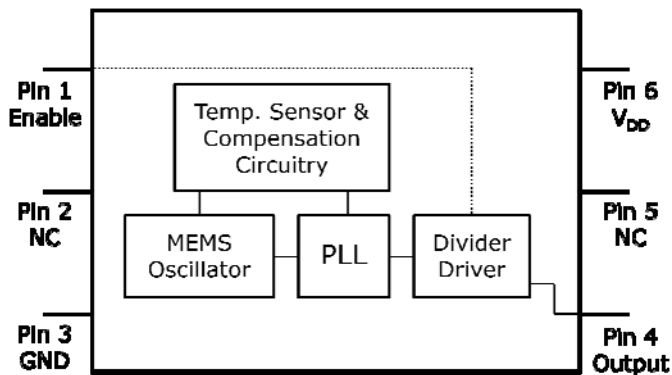 Pin 1
Enable
Pin 2
NC
Pin 3
GND
Temp. Sensor &
Compensation
Circuitry
MEMS
Oscillator
PLL
Divider
Driver
Pin 6
VDD
Pin 5
NC
Pin 4
Output